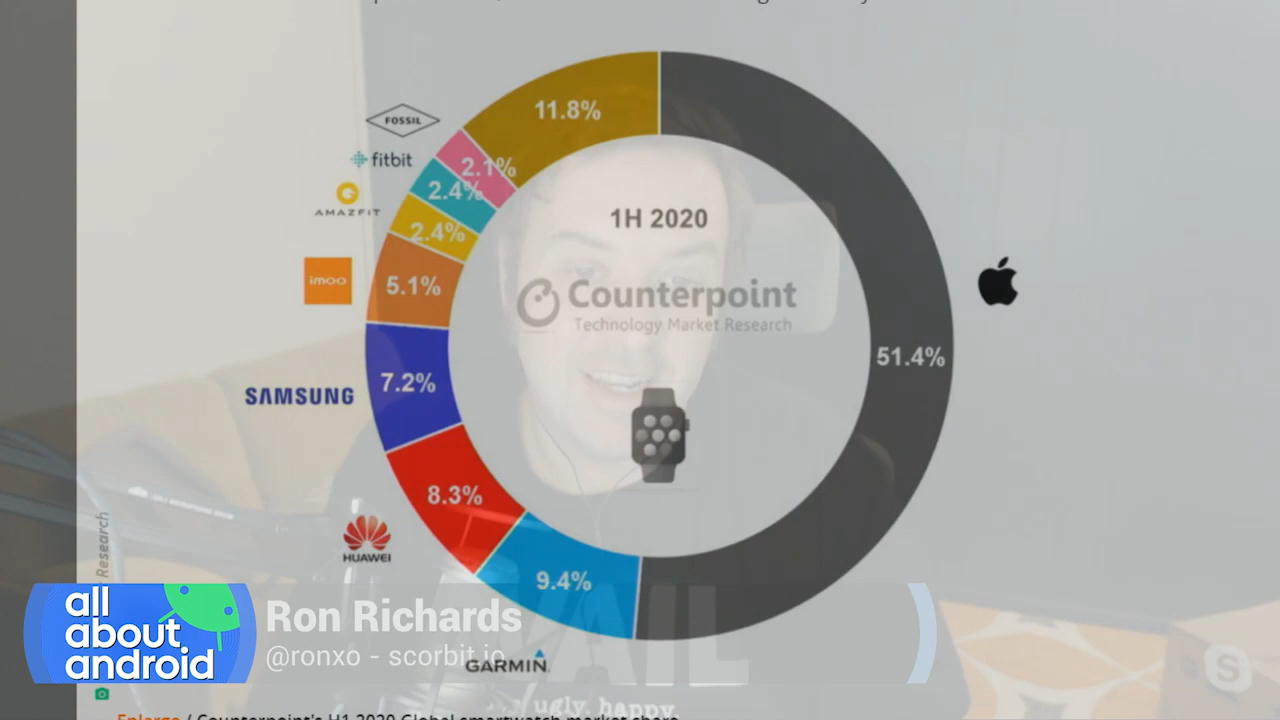 11.8%
FOSSIL
fitbit
2.1%
2.4%
AMAZFIT
1H 2020
2.4%
imoo
5.1%
Counterpoint
Technology Market Research
51.4%
SAMSUNG
7.2%
8.3%
HUAWEI
Research
9.4%
all
about
android
Ron Richards
@ronxo - scorbit.io
GARMIN
AIL
ugly. happy.
Enlarge / Counterpoint's H1 2020 Global smartwatch market share